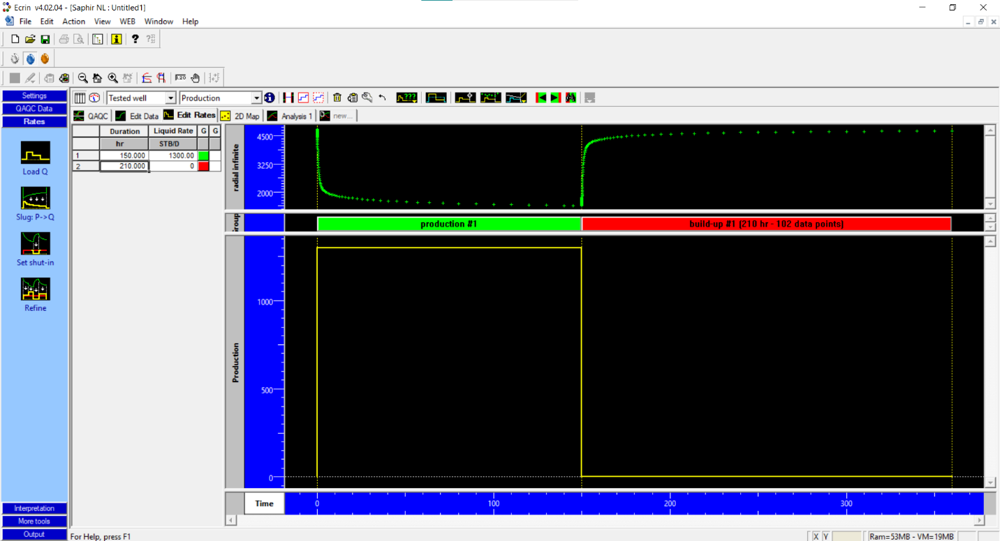 Ecrin v4.02.04 - [Saphir NL : Untitled1]
File Edit Action View WEB Window Help
Settings
QAQC Data
Rates
Load Q
Slug: P->Q
Set shut-in
Refine
Interpretation
More tools
Output
Tested well Production
QAQC Edit Data Edit Rates 2D Map Analysis 1 new...
Duration Liquid Rate G G
hr STB/D
1 150.000 1300.00
2 210.000 0
radial infinite
4500
3250
2000
production #1 build-up #1 (210 hr - 102 data points)
Production
1000
500
0
Time 0 100 200 300
For Help, press F1 X Y Ram=53MB - VM=19MB